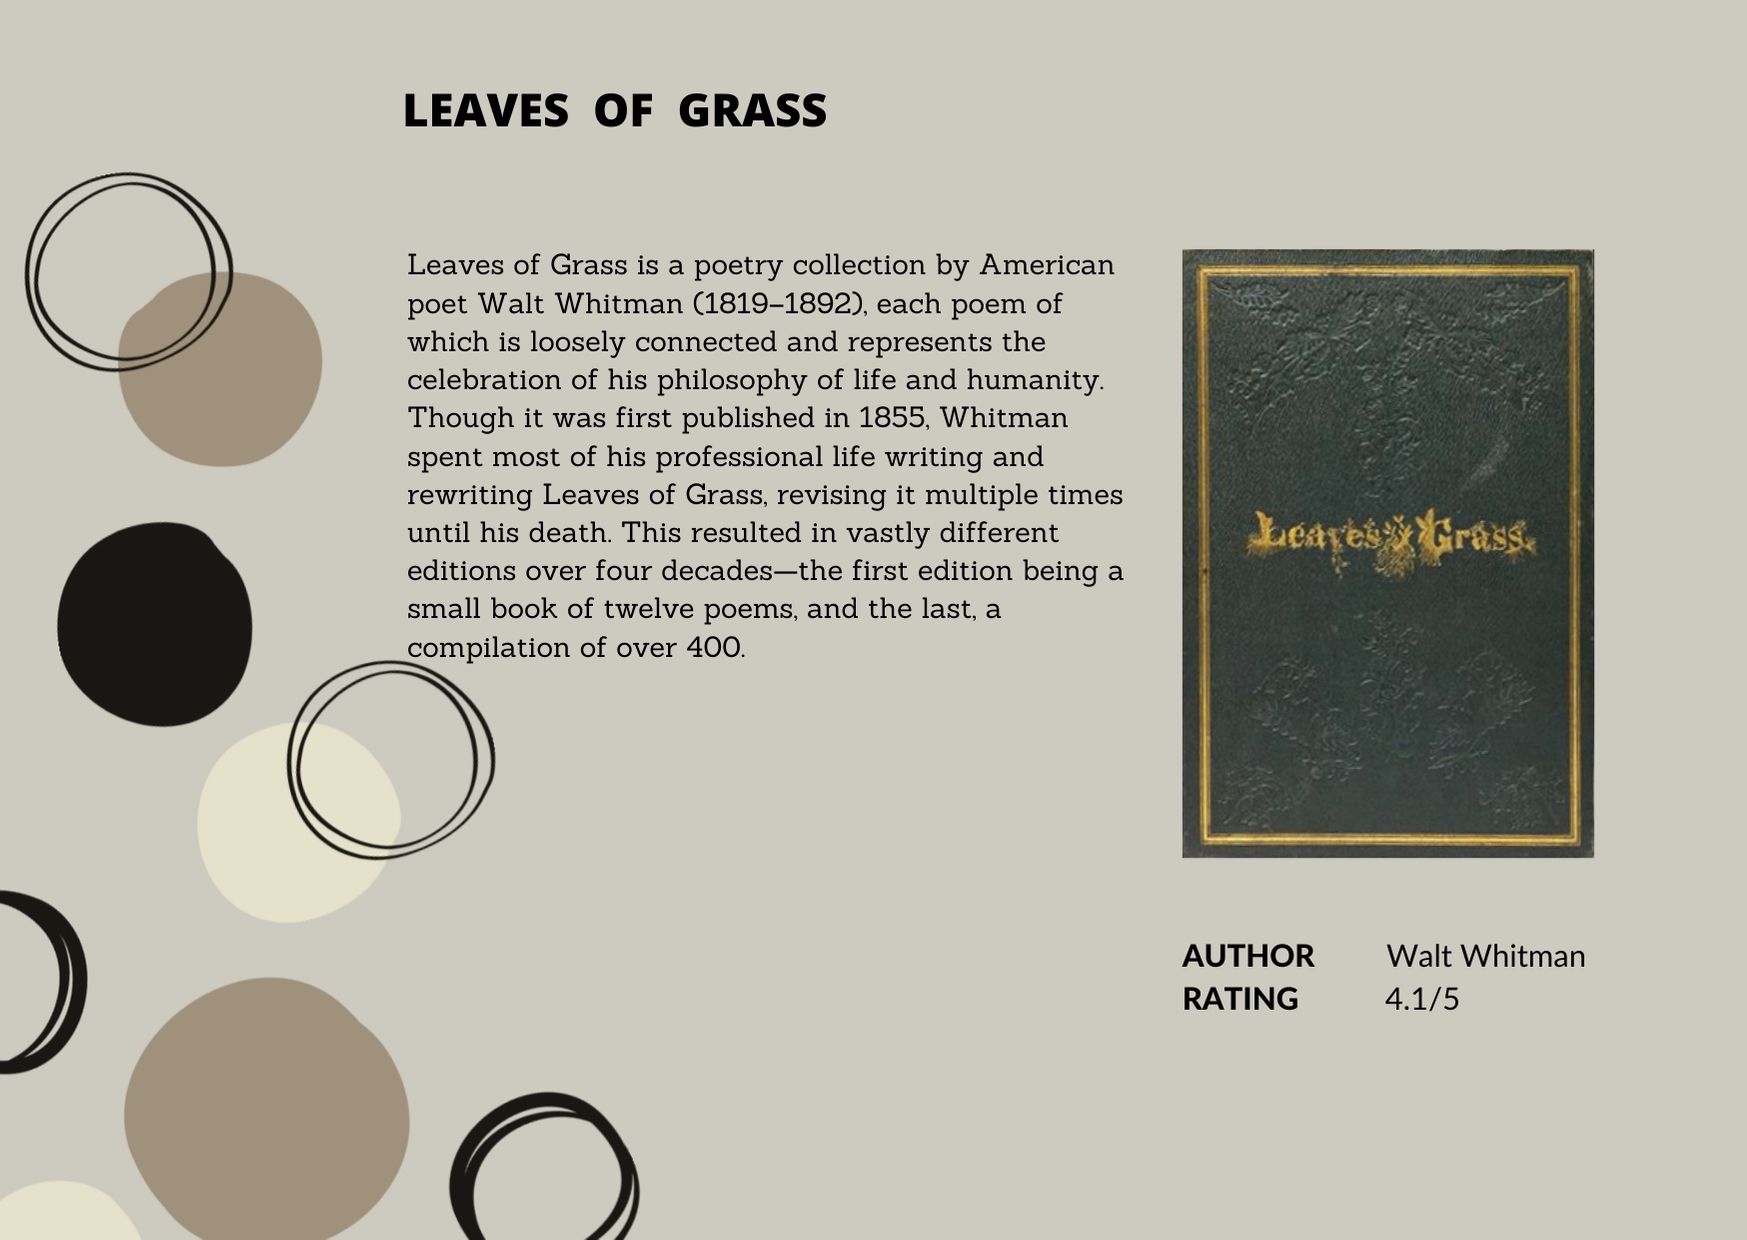 LEAVES OF GRASS
Leaves of Grass is a poetry collection by American
poet Walt Whitman (1819–1892), each poem of
which is loosely connected and represents the
celebration of his philosophy of life and humanity.
Though it was first published in 1855, Whitman
spent most of his professional life writing and
rewriting Leaves of Grass, revising it multiple times
until his death. This resulted in vastly different
editions over four decades—the first edition being a
small book of twelve poems, and the last, a
compilation of over 400.
Leaves of Grass
AUTHOR Walt Whitman
RATING 4.1/5